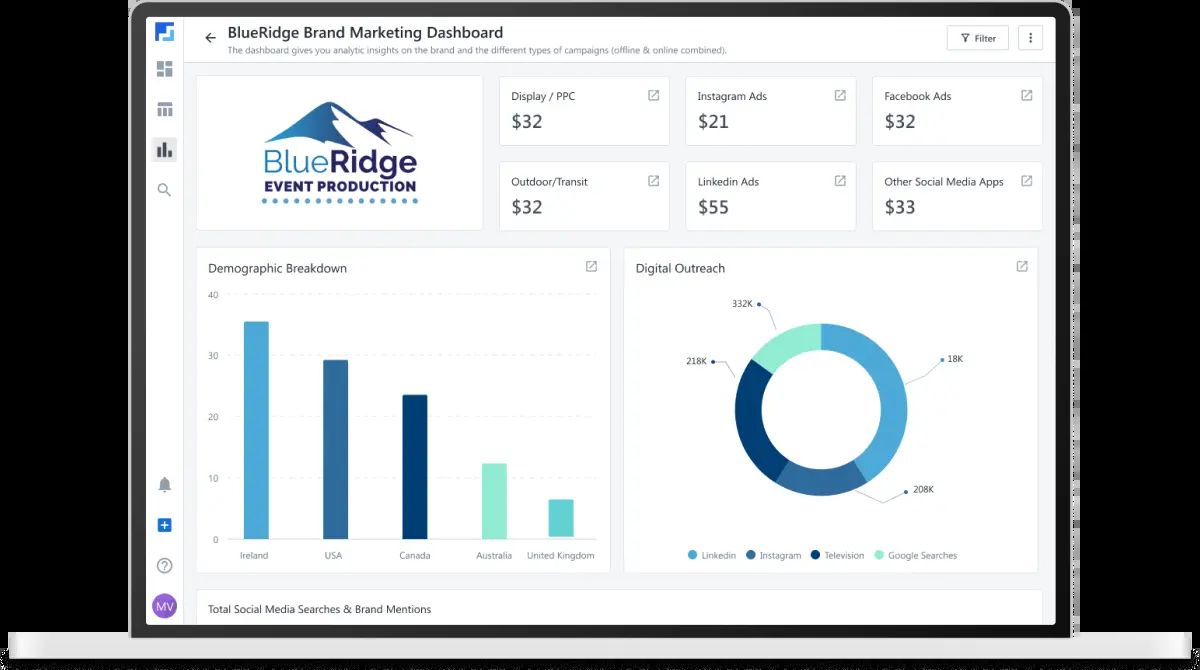 BlueRidge Brand Marketing Dashboard
The dashboard gives you analytic insights on the brand and the different types of campaigns (offline & online combined).
Filter
BlueRidge
EVENT PRODUCTION
Display / PPC
$32
Instagram Ads
$21
Facebook Ads
$32
Outdoor/Transit
$32
Linkedin Ads
$55
Other Social Media Apps
$33
Demographic Breakdown
40
30
20
10
0
Ireland
USA
Canada
Australia
United Kingdom
Digital Outreach
332K
218K
18K
208K
Linkedin
Instagram
Television
Google Searches
MV
Total Social Media Searches & Brand Mentions